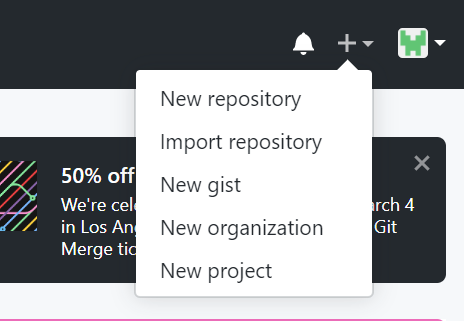 New repository
Import repository
New gist
New organization
New project
50% off
We're cele
arch 4
in Los An
Git
Merge tic